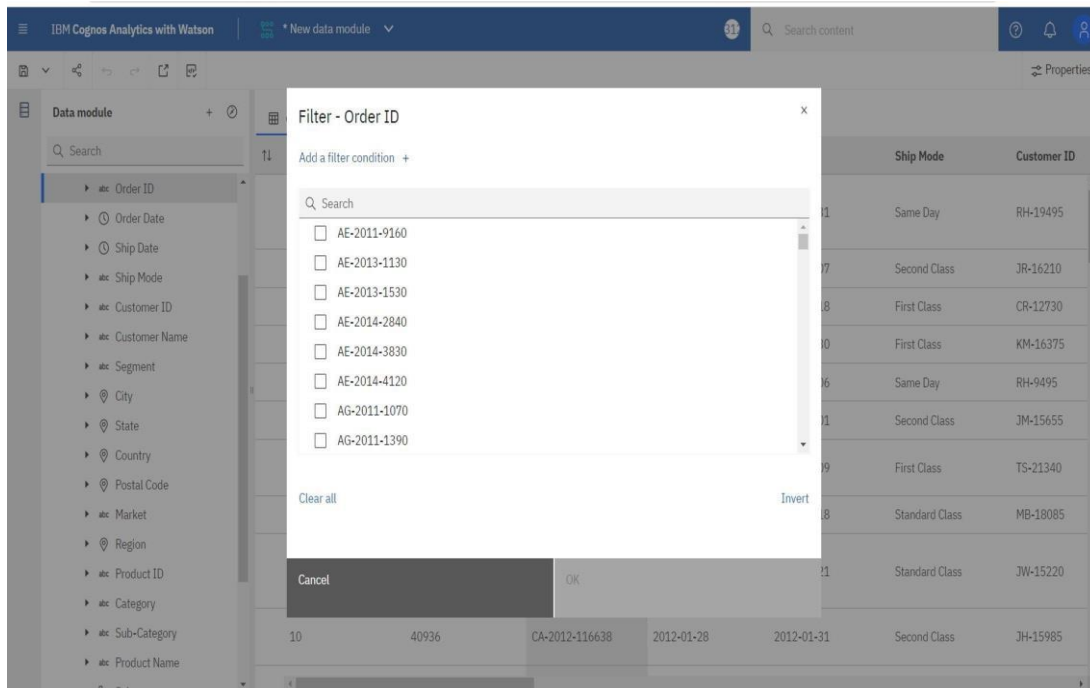 IBM Cognos Analytics with Watson
* New data module
Search content
Properties
Data module
Search
Order ID
Order Date
Ship Date
Ship Mode
Customer ID
Customer Name
Segment
City
State
Country
Postal Code
Market
Region
Product ID
Category
Sub-Category
Product Name
Filter - Order ID
x
Add a filter condition +
Search
AE-2011-9160
AE-2013-1130
AE-2013-1530
AE-2014-2840
AE-2014-3830
AE-2014-4120
AG-2011-1070
AG-2011-1390
Clear all Invert
Cancel OK
Ship Mode Customer ID
Same Day RH-19495
Second Class JR-16210
First Class CR-12730
First Class KM-16375
Same Day RH-9495
Second Class JM-15655
First Class TS-21340
Standard Class MB-18085
Standard Class JW-15220
10 40936 CA-2012-116638 2012-01-28 2012-01-31 Second Class JH-15985